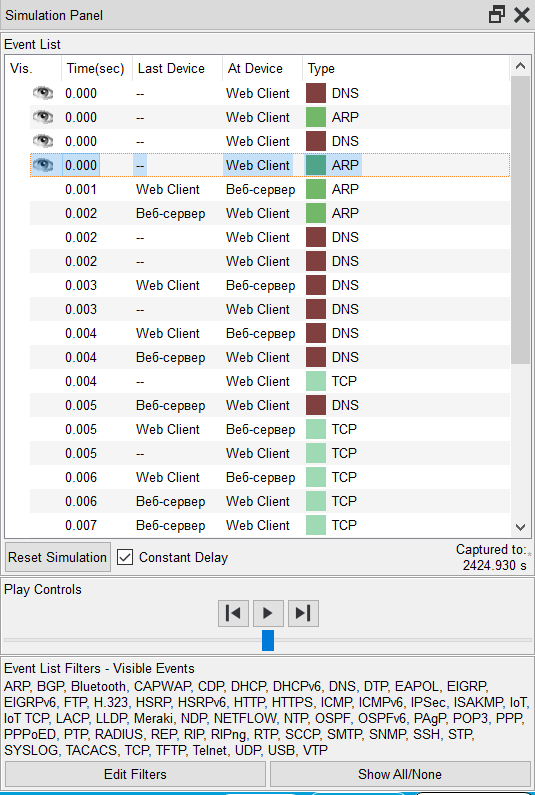 Simulation Panel
Event List
Vis. Time(sec) Last Device At Device Type
0.000 -- Web Client DNS
0.000 -- Web Client ARP
0.000 -- Web Client DNS
0.000 -- Web Client ARP
0.001 Web Client Веб-сервер ARP
0.002 Веб-сервер Web Client ARP
0.002 -- Web Client DNS
0.002 -- Web Client DNS
0.003 Web Client Веб-сервер DNS
0.003 -- Web Client DNS
0.004 Web Client Веб-сервер DNS
0.004 Веб-сервер Web Client DNS
0.004 -- Web Client TCP
0.005 Веб-сервер Web Client DNS
0.005 Web Client Веб-сервер TCP
0.005 -- Web Client TCP
0.006 Web Client Веб-сервер TCP
0.006 Веб-сервер Web Client TCP
0.007 Веб-сервер Web Client TCP
Reset Simulation Constant Delay Captured to:*
2424.930 s
Play Controls
Event List Filters - Visible Events
ARP, BGP, Bluetooth, CAPWAP, CDP, DHCP, DHCPv6, DNS, DTP, EAPOL, EIGRP,
EIGRPv6, FTP, H.323, HSRP, HSRPv6, HTTP, HTTPS, ICMP, ICMPv6, IPSec, ISAKMP, IoT,
IoT TCP, LACP, LLDP, Meraki, NDP, NETFLOW, NTP, OSPF, OSPFv6, PAgP, POP3, PPP,
PPPoED, PTP, RADIUS, REP, RIP, RIPng, RTP, SCCP, SMTP, SNMP, SSH, STP,
SYSLOG, TACACS, TCP, TFTP, Telnet, UDP, USB, VTP
Edit Filters Show All/None